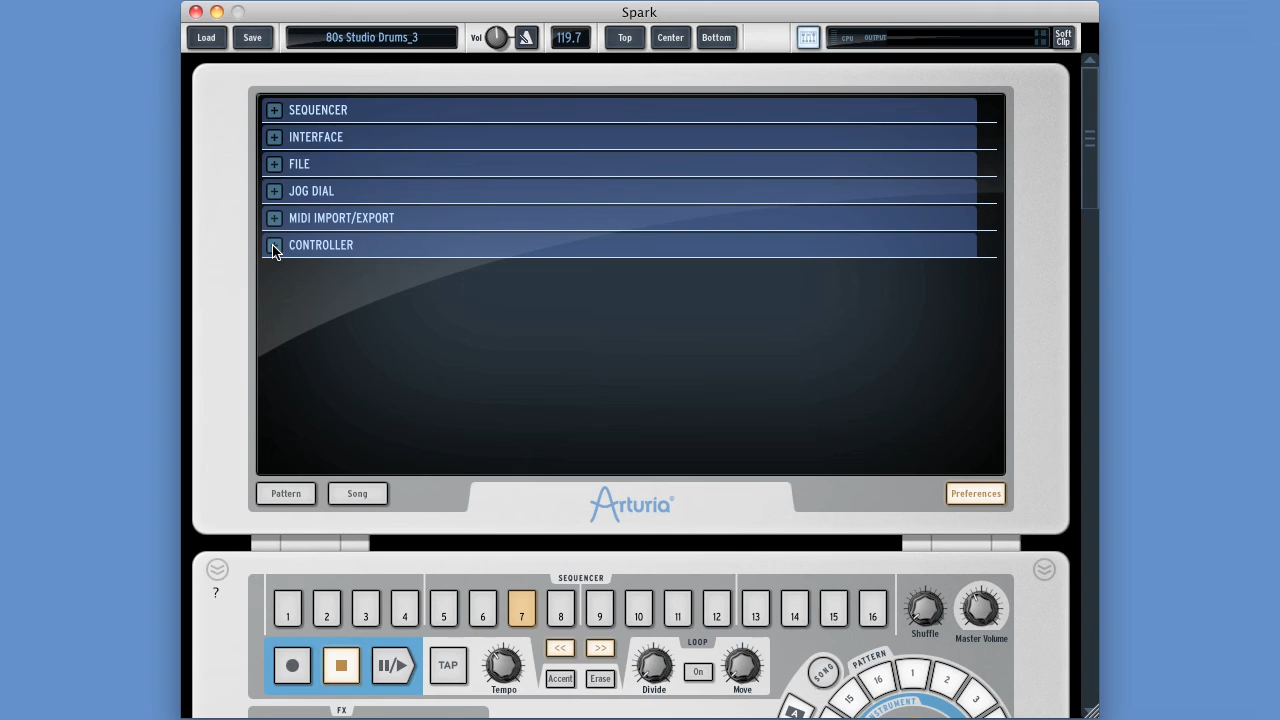 Spark
Load Save 80s Studio Drums_3 Vol 119.7 Top Center Bottom CPU OUTPUT Soft Clip
+ SEQUENCER
+ INTERFACE
+ FILE
+ JOG DIAL
+ MIDI IMPORT/EXPORT
CONTROLLER
Pattern Song Arturia® Preferences
?
SEQUENCER
1 2 3 4 5 6 7 8 9 10 11 12 13 14 15 16
Shuffle Master Volume
TAP Tempo << >> Accent Erase
LOOP
Divide On Move
SONG PATTERN
15 16 1 2 3
A INSTRUMENT
FX